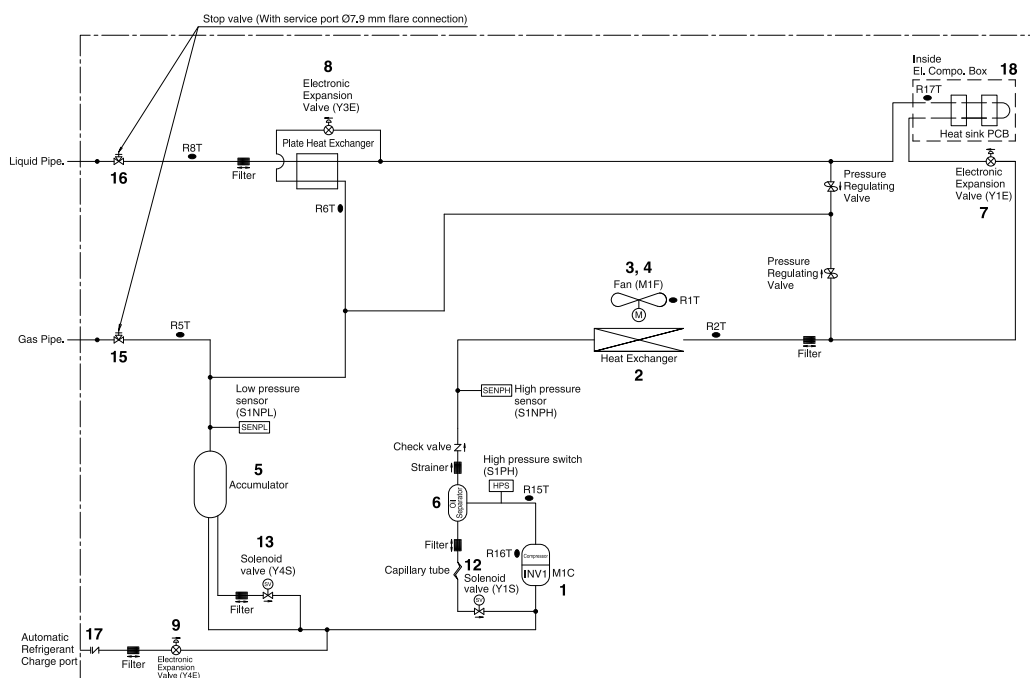 Stop valve (With service port Ø7.9 mm flare connection)
8
Electronic
Expansion
Valve (Y3E)
Plate Heat Exchanger
Inside
El. Compo. Box
18
R17T
Heat sink PCB
Liquid Pipe.
16
R8T
Filter
R6T
Pressure
Regulating
Valve
Electronic
Expansion
Valve (Y1E)
7
3, 4
Fan (M1F)
M
R1T
Pressure
Regulating
Valve
Gas Pipe.
15
R5T
Heat Exchanger
2
R2T
Filter
Low pressure
sensor
(S1NPL)
SENPL
SENPH
High pressure
sensor
(S1NPH)
Check valve
Strainer
High pressure switch
(S1PH)
HPS
R15T
5
Accumulator
6
Oil
Separator
Filter
R16T
Compressor
INV1
M1C
1
13
Solenoid
valve (Y4S)
SV
Filter
Capillary tube
12
Solenoid
valve (Y1S)
SV
Automatic
Refrigerant
Charge port
17
Filter
9
Electronic
Expansion
Valve (Y4E)